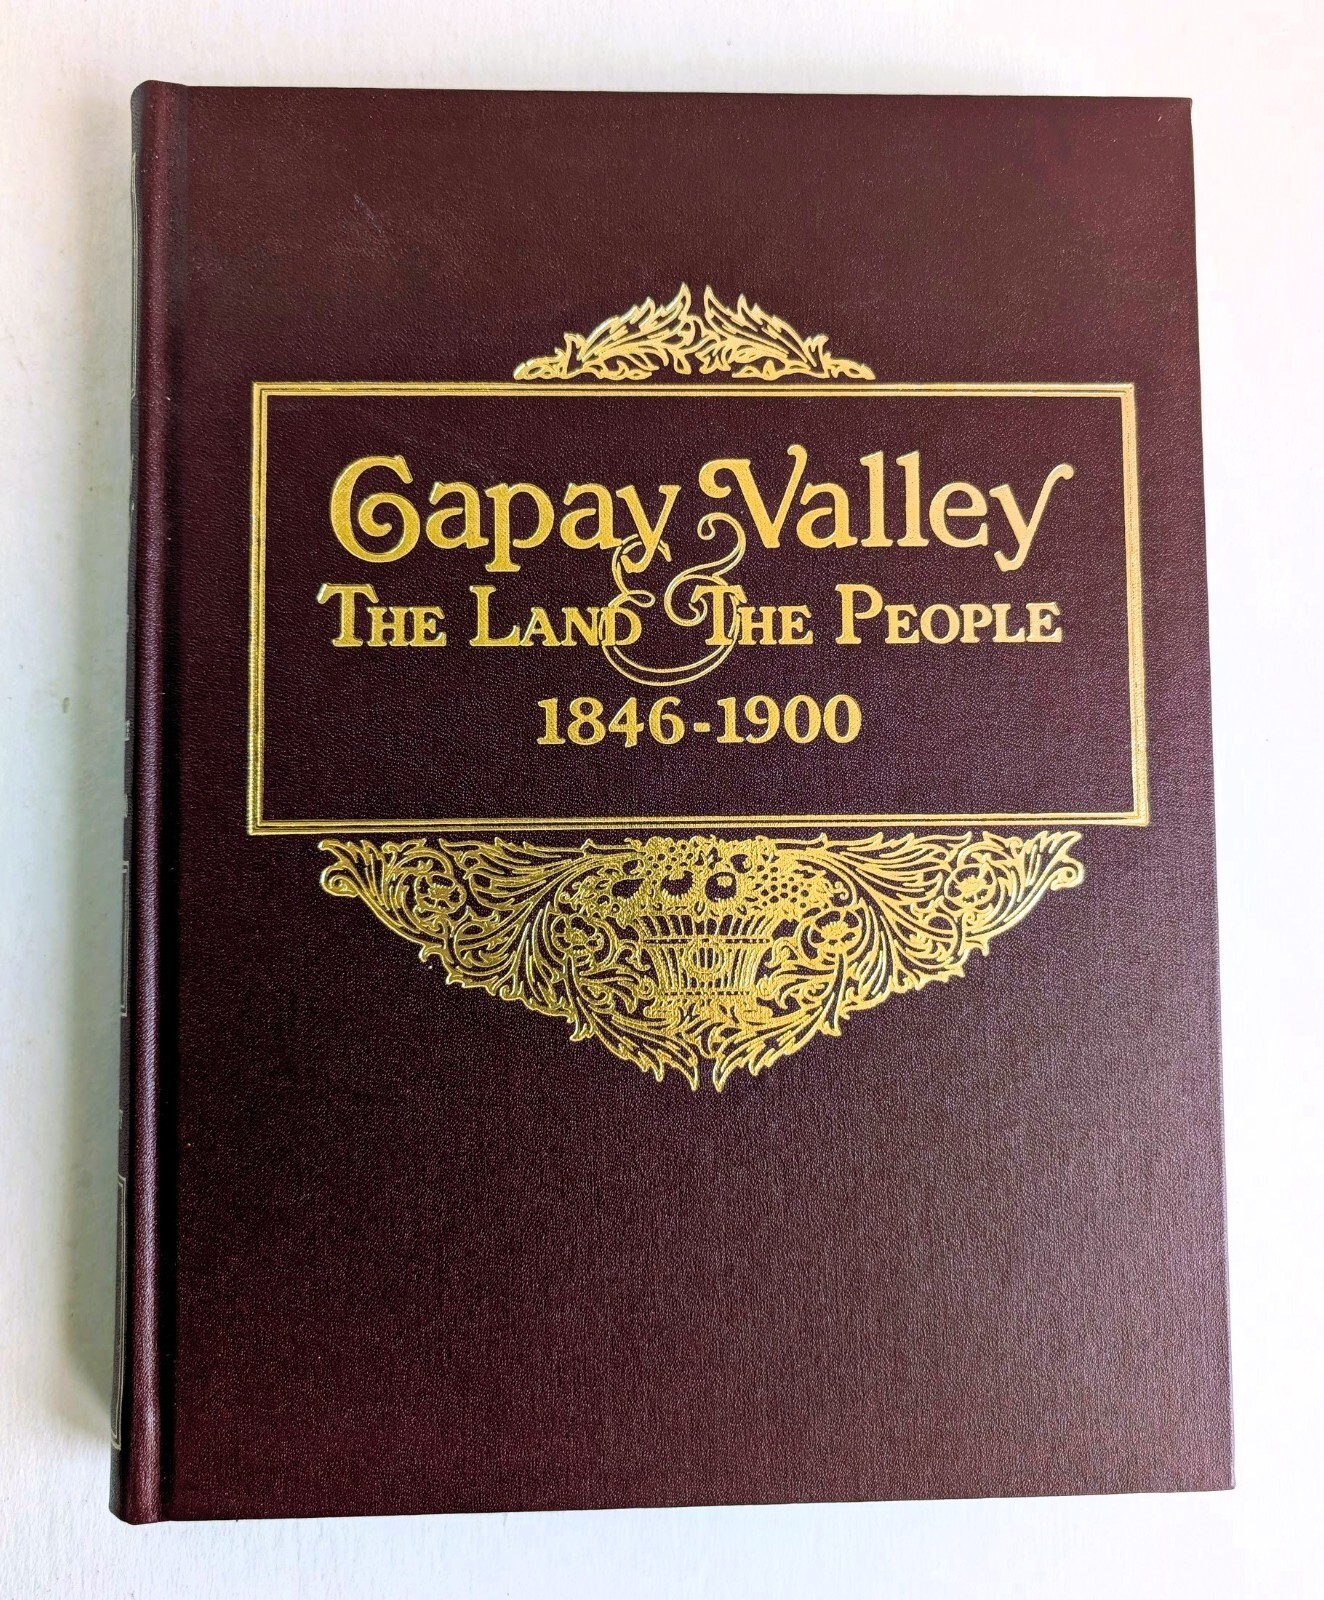 Capay Valley
The Land & The People
1846-1900